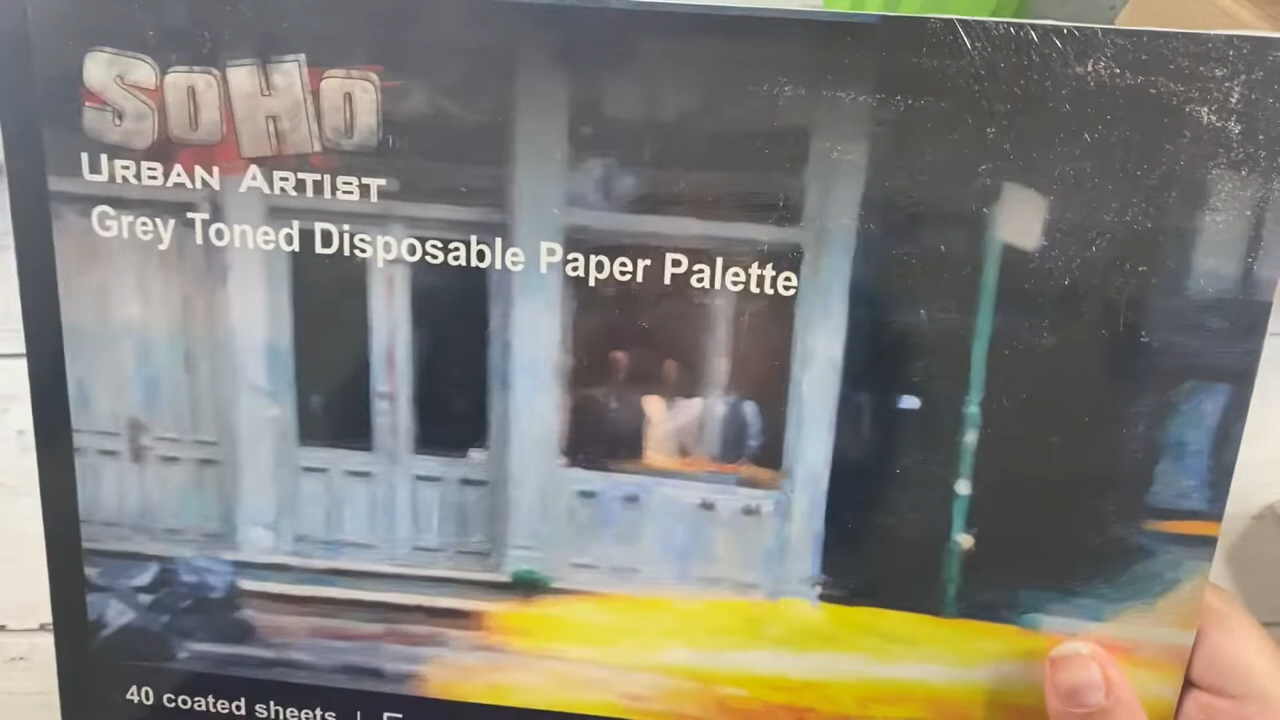 SoHo
URBAN ARTIST
Grey Toned Disposable Paper Palette
40 coated sheets |